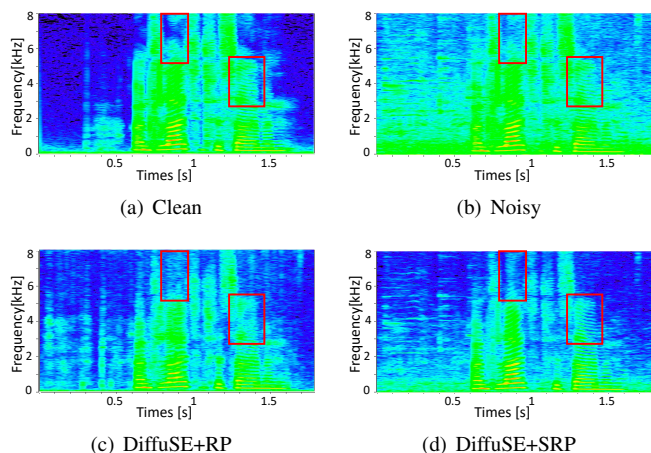 8
6
4
2
0
Frequency[kHz]
0.5 1 1.5
Times [s]
(a) Clean
8
6
4
2
0
Frequency[kHz]
0.5 1 1.5
Times [s]
(b) Noisy
8
6
4
2
0
Frequency[kHz]
0.5 1 1.5
Times [s]
(c) DiffuSE+RP
8
6
4
2
0
Frequency[kHz]
0.5 1 1.5
Times [s]
(d) DiffuSE+SRP